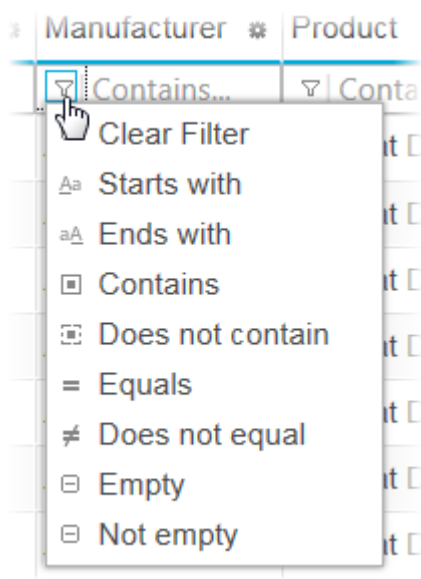 Manufacturer Product
Contains... Conta
Clear Filter
Aa Starts with
aA Ends with
Contains
Does not contain
= Equals
≠ Does not equal
Empty
Not empty